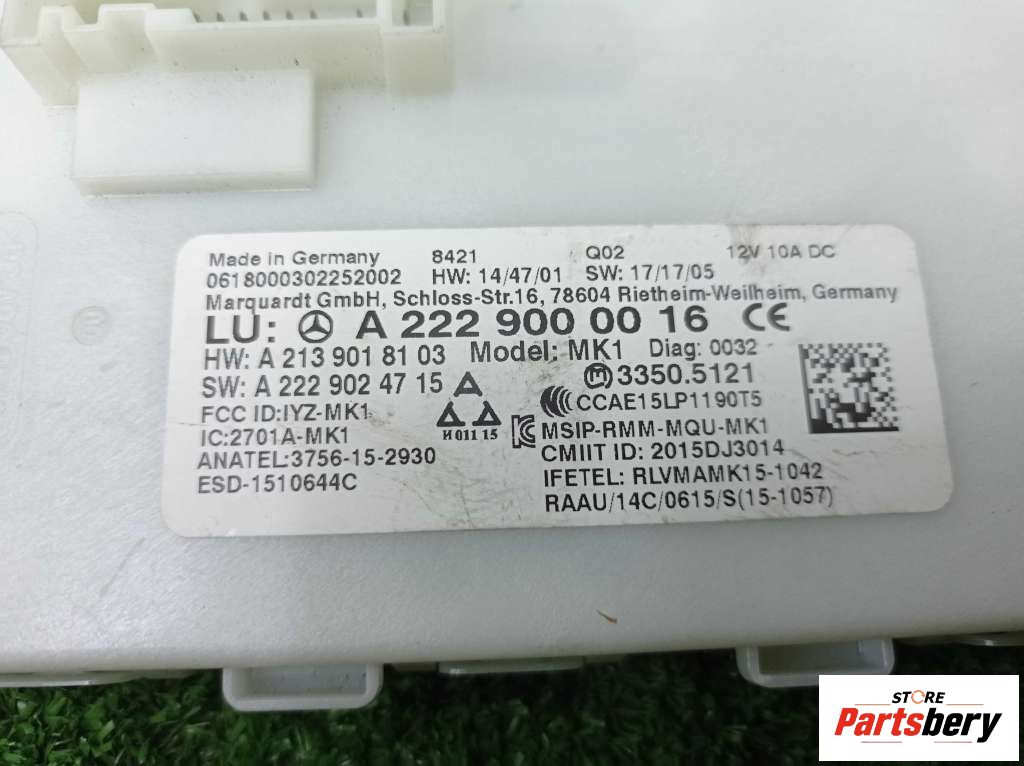 Made in Germany 8421 Q02 12V 10A DC
0618000302252002 HW: 14/47/01 SW: 17/17/05
Marquardt GmbH, Schloss-Str.16, 78604 Rietheim-Weilheim, Germany
LU: A 222 900 00 16 CE
HW: A 213 901 81 03 Model: MK1 Diag: 0032
SW: A 222 902 47 15 A M 3350.5121
FCC ID:IYZ-MK1 CCAE15LP1190T5
H 011 15
IC:2701A-MK1 MSIP-RMM-MQU-MK1
ANATEL:3756-15-2930 CMIIT ID: 2015DJ3014
ESD-1510644C IFETEL: RLVMAMK15-1042
RAAU/14C/0615/S(15-1057)
STORE
Partsbery